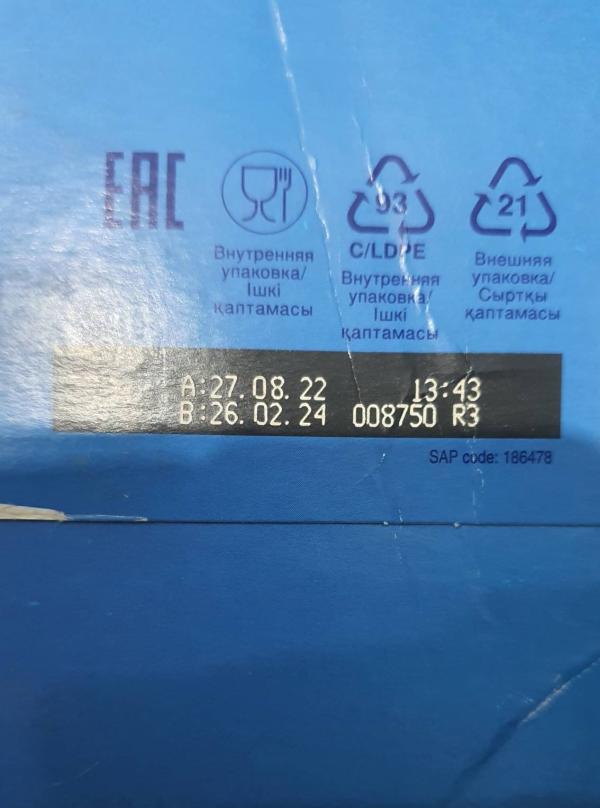 EAC
93
21
C/LDPE
Внутренняя
упаковка/
Ішкі
қаптамасы
Внутренняя
упаковка/
Ішкі
қаптамасы
Внешняя
упаковка/
Сыртқы
қаптамасы
A:27.08.22 13:43
B:26.02.24 008750 R3
SAP code: 186478